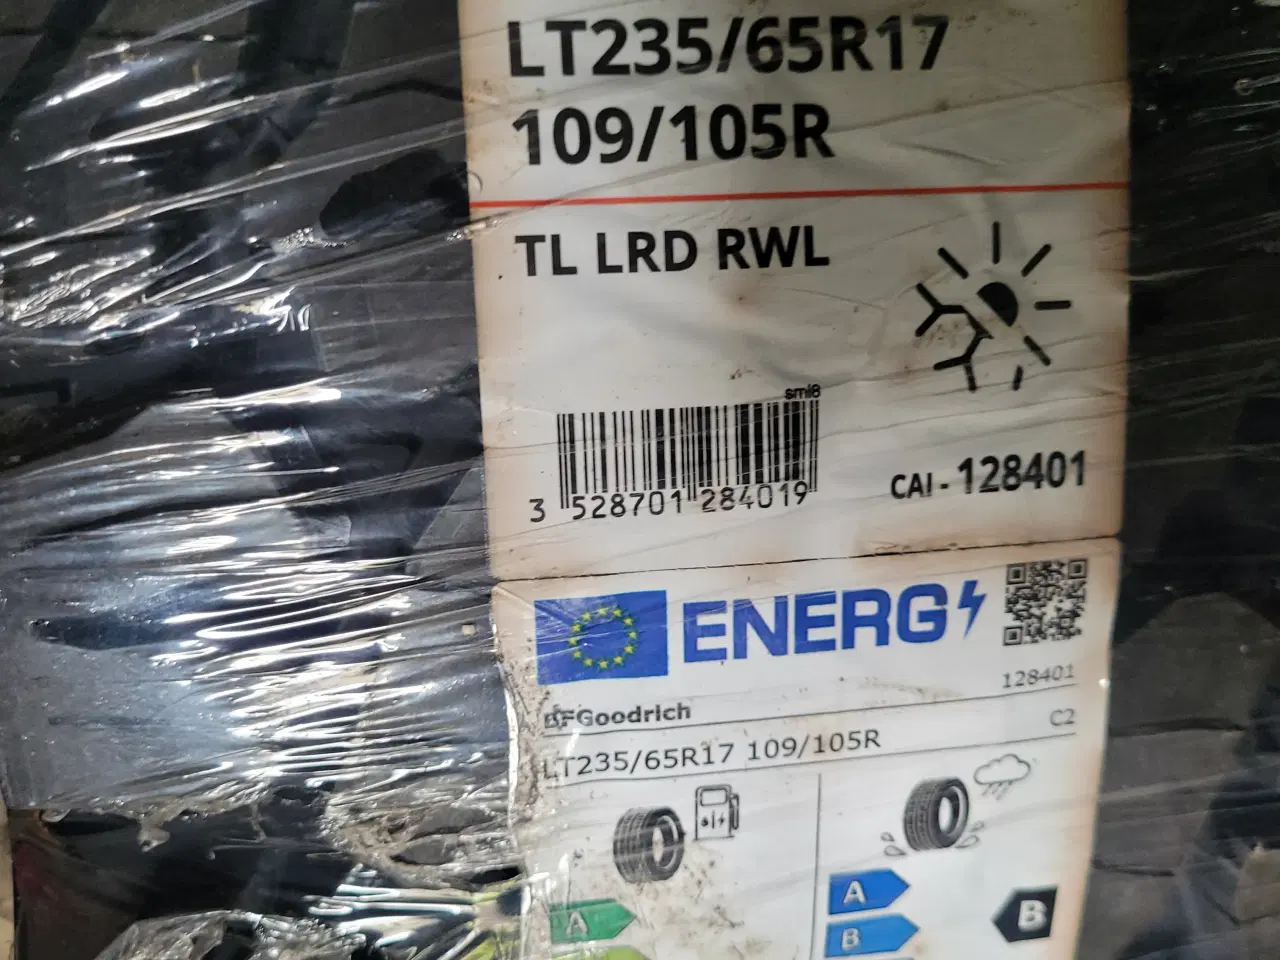 LT235/65R17
109/105R
TL LRD RWL
smi8
3 528701 284019
CAI - 128401
ENERG
128401
BFGoodrich
C2
LT235/65R17 109/105R
A
A
B
B